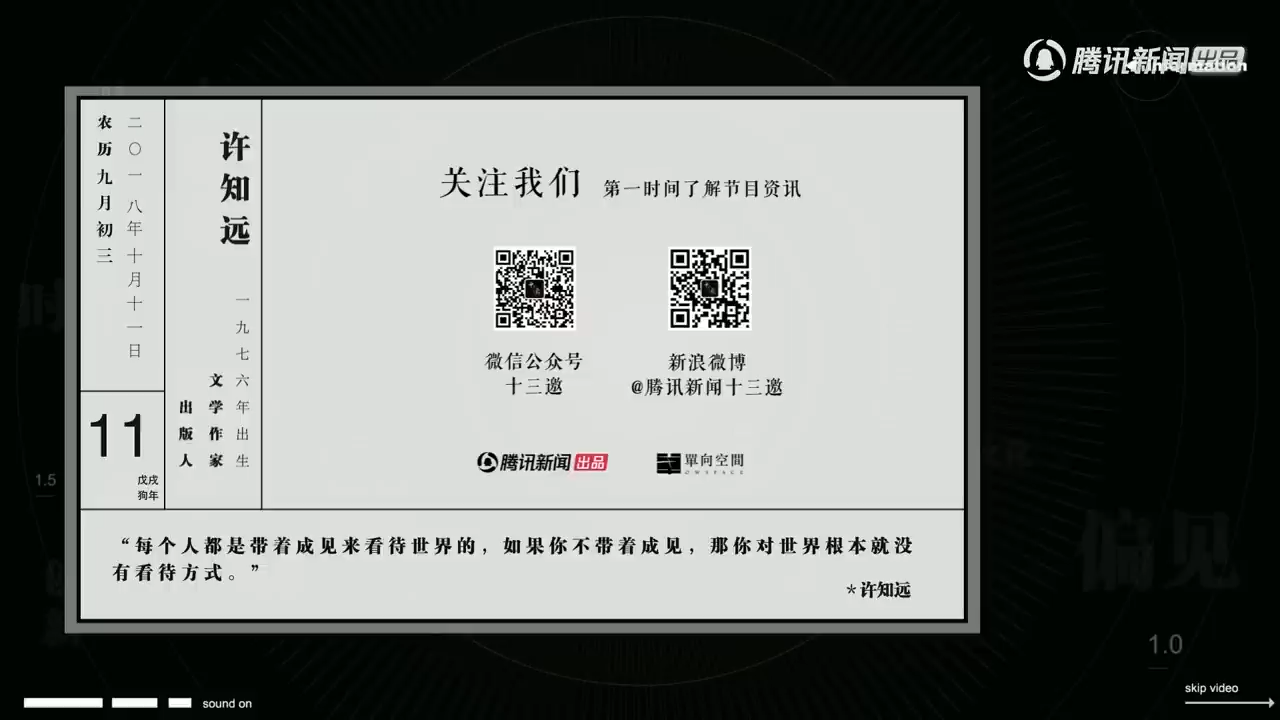 腾讯新闻 出品
information
二〇一八年十月十一日
农历九月初三
11
戊戌
狗年
许知远
一九七六年出生
文学作家
出版人
关注我们 第一时间了解节目资讯
微信公众号
十三邀
新浪微博
@腾讯新闻十三邀
腾讯新闻 出品
單向空間
OWSPACE
“每个人都是带着成见来看待世界的，如果你不带着成见，那你对世界根本就没
有看待方式。”
*许知远
1.5
偏见
1.0
skip video
sound on